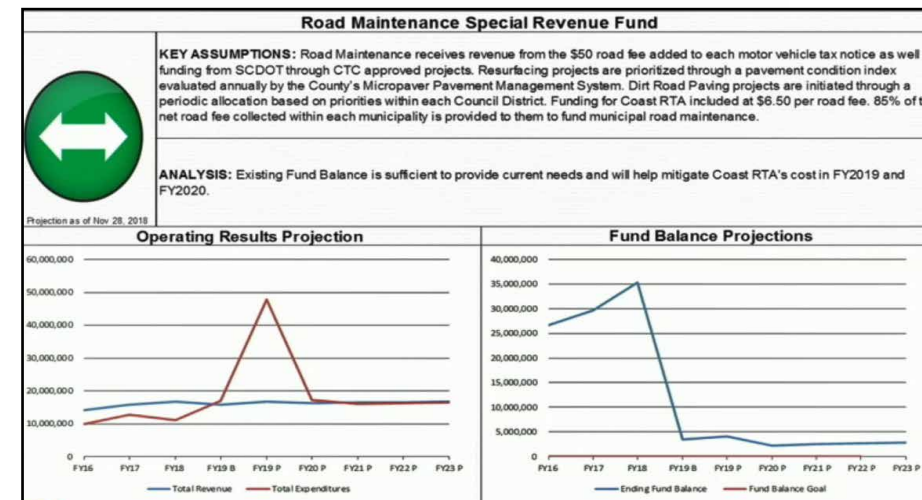 Road Maintenance Special Revenue Fund
KEY ASSUMPTIONS: Road Maintenance receives revenue from the $50 road fee added to each motor vehicle tax notice as well
funding from SCDOT through CTC approved projects. Resurfacing projects are prioritized through a pavement condition index
evaluated annually by the County's Micropaver Pavement Management System. Dirt Road Paving projects are initiated through a
periodic allocation based on priorities within each Council District. Funding for Coast RTA included at $6.50 per road fee. 85% of
net road fee collected within each municipality is provided to them to fund municipal road maintenance.
ANALYSIS: Existing Fund Balance is sufficient to provide current needs and will help mitigate Coast RTA's cost in FY2019 and
FY2020.
Projection as of Nov 28, 2018
Operating Results Projection
60,000,000
50,000,000
40,000,000
30,000,000
20,000,000
10,000,000
0
FY16 FY17 FY18 FY19 B FY19 P FY20 P FY21 P FY22 P FY23 P
Total Revenue Total Expenditures
Fund Balance Projections
40,000,000
35,000,000
30,000,000
25,000,000
20,000,000
15,000,000
10,000,000
5,000,000
0
FY16 FY17 FY18 FY19 B FY19 P FY20 P FY21 P FY22 P FY23 P
Ending Fund Balance Fund Balance Goal